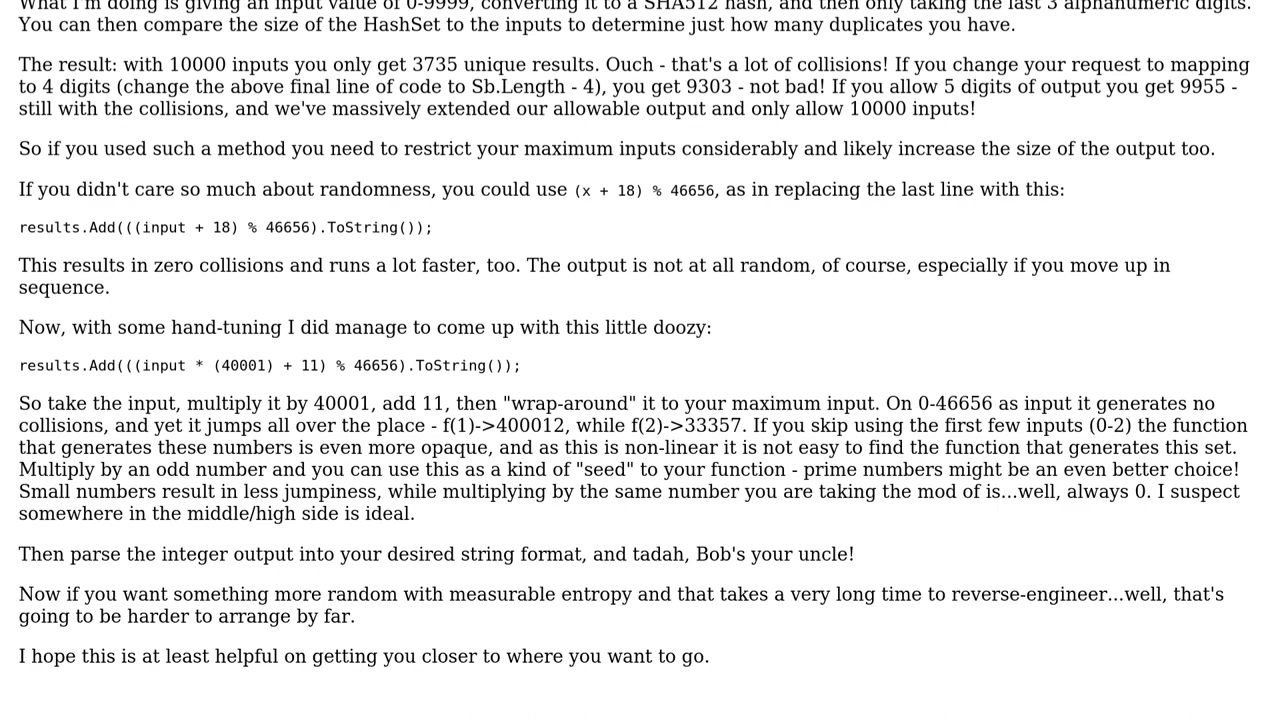 What I'm doing is giving an input value of 0-9999, converting it to a SHA512 hash, and then only taking the last 3 alphanumeric digits.
You can then compare the size of the HashSet to the inputs to determine just how many duplicates you have.
The result: with 10000 inputs you only get 3735 unique results. Ouch - that's a lot of collisions! If you change your request to mapping
to 4 digits (change the above final line of code to Sb.Length - 4), you get 9303 - not bad! If you allow 5 digits of output you get 9955 -
still with the collisions, and we've massively extended our allowable output and only allow 10000 inputs!
So if you used such a method you need to restrict your maximum inputs considerably and likely increase the size of the output too.
If you didn't care so much about randomness, you could use (x + 18) % 46656, as in replacing the last line with this:
results.Add(((input + 18) % 46656).ToString());
This results in zero collisions and runs a lot faster, too. The output is not at all random, of course, especially if you move up in
sequence.
Now, with some hand-tuning I did manage to come up with this little doozy:
results.Add(((input * (40001) + 11) % 46656).ToString());
So take the input, multiply it by 40001, add 11, then "wrap-around" it to your maximum input. On 0-46656 as input it generates no
collisions, and yet it jumps all over the place - f(1)->400012, while f(2)->33357. If you skip using the first few inputs (0-2) the function
that generates these numbers is even more opaque, and as this is non-linear it is not easy to find the function that generates this set.
Multiply by an odd number and you can use this as a kind of "seed" to your function - prime numbers might be an even better choice!
Small numbers result in less jumpiness, while multiplying by the same number you are taking the mod of is...well, always 0. I suspect
somewhere in the middle/high side is ideal.
Then parse the integer output into your desired string format, and tadah, Bob's your uncle!
Now if you want something more random with measurable entropy and that takes a very long time to reverse-engineer...well, that's
going to be harder to arrange by far.
I hope this is at least helpful on getting you closer to where you want to go.